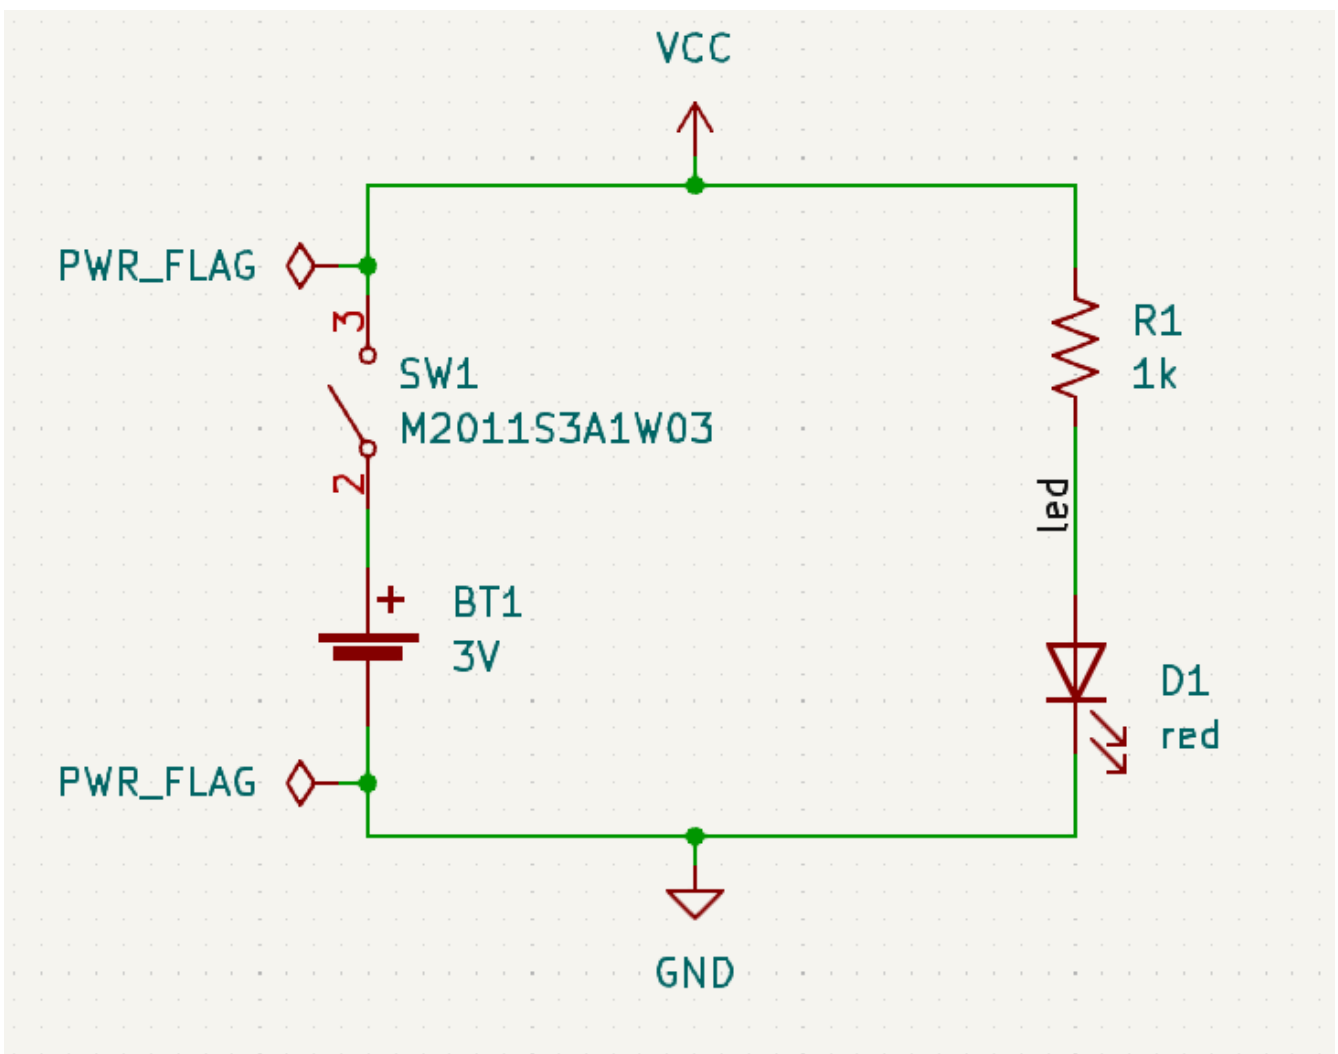 VCC
PWR_FLAG
3
SW1
M2011S3A1W03
2
R1
1k
led
+
BT1
3V
D1
red
PWR_FLAG
GND